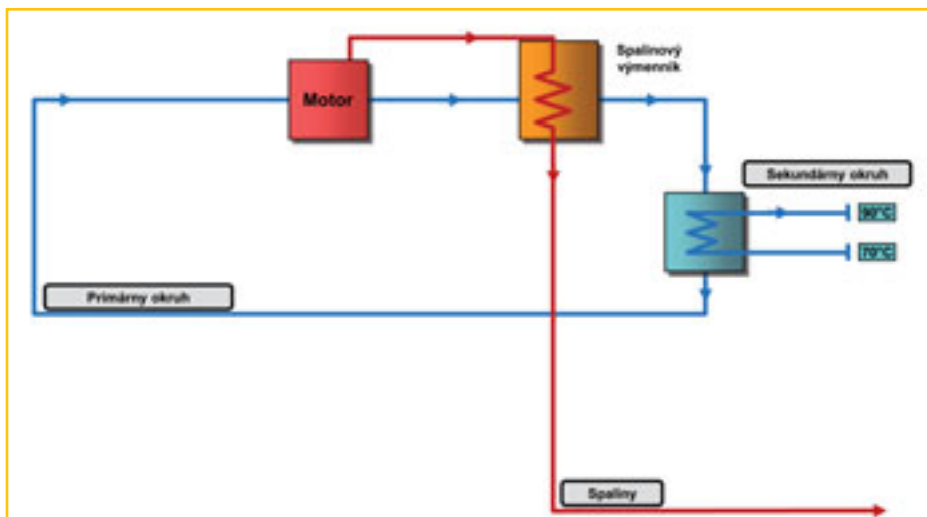 Spalinový
výmenník
Motor
Sekundárny okruh
90°C
70°C
Primárny okruh
Spaliny